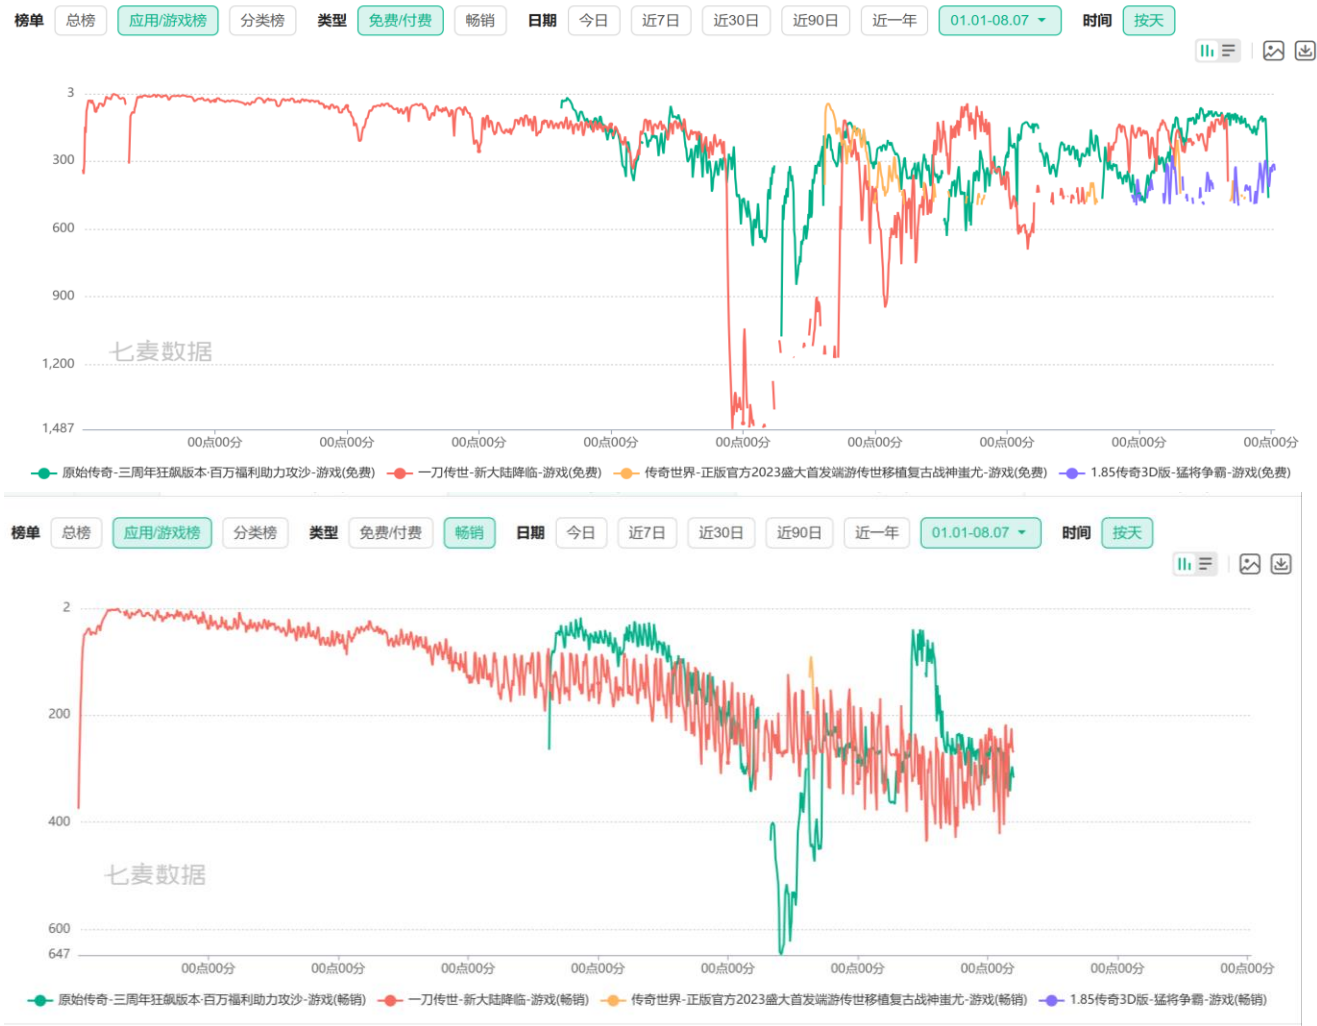 榜单 总榜 应用/游戏榜 分类榜 类型 免费/付费 畅销 日期 今日 近7日 近30日 近90日 近一年 01.01-08.07 时间 按天
3
300
600
900
七麦数据
1,200
1,487
00点00分 00点00分 00点00分 00点00分 00点00分 00点00分 00点00分 00点00分 00点00分
原始传奇-三周年狂飙版本·百万福利助力攻沙-游戏(免费) 一刀传世-新大陆降临-游戏(免费) 传奇世界-正版官方2023盛大首发端游传世移植复古战神蚩尤-游戏(免费) 1.85传奇3D版-猛将争霸-游戏(免费)
榜单 总榜 应用/游戏榜 分类榜 类型 免费/付费 畅销 日期 今日 近7日 近30日 近90日 近一年 01.01-08.07 时间 按天
2
200
400
七麦数据
600
647
00点00分 00点00分 00点00分 00点00分 00点00分 00点00分 00点00分 00点00分 00点00分
原始传奇-三周年狂飙版本·百万福利助力攻沙-游戏(畅销) 一刀传世-新大陆降临-游戏(畅销) 传奇世界-正版官方2023盛大首发端游传世移植复古战神蚩尤-游戏(畅销) 1.85传奇3D版-猛将争霸-游戏(畅销)